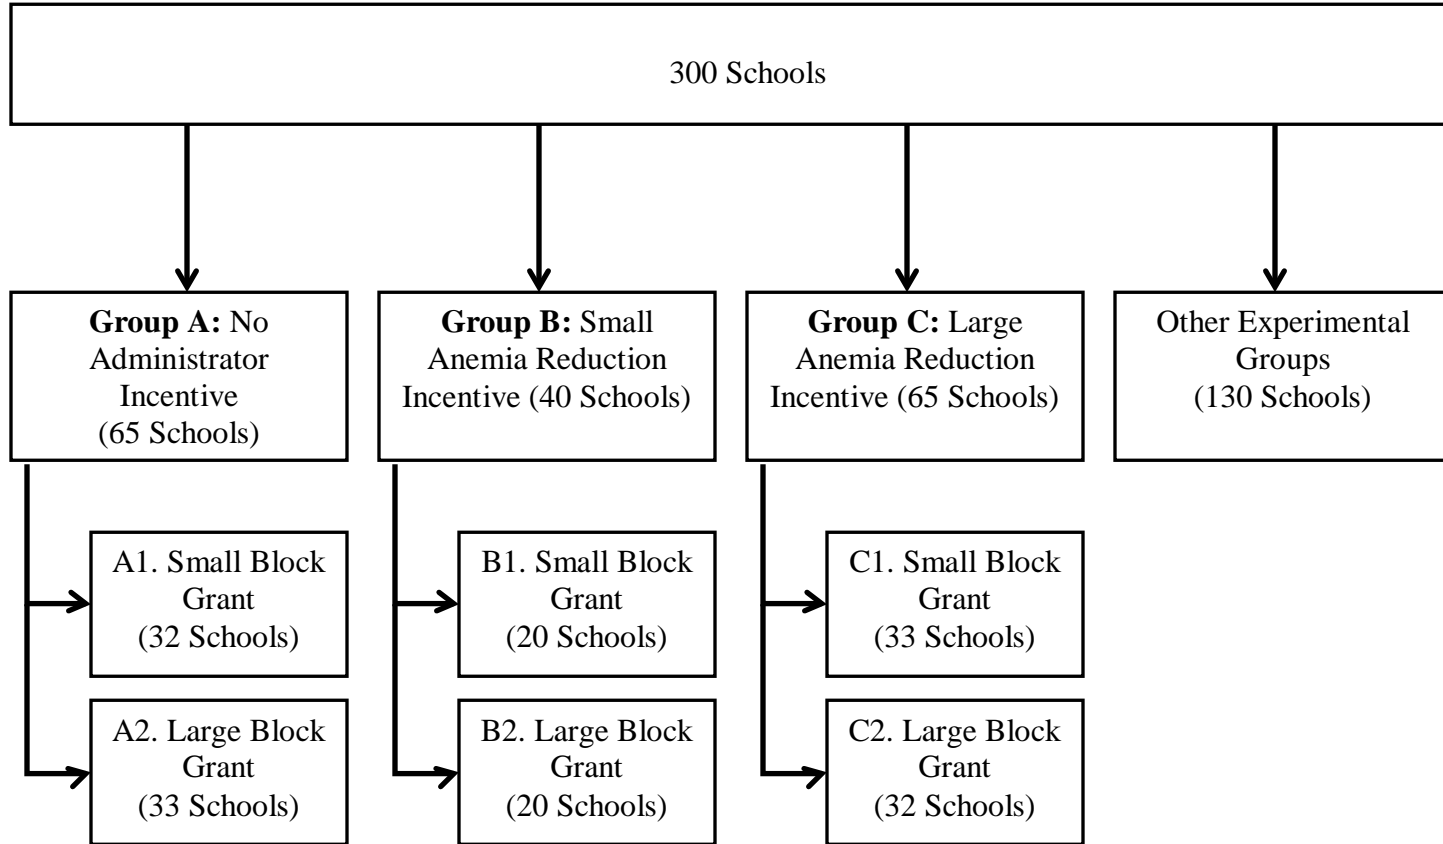 300 Schools
Group A: No
Administrator
Incentive
(65 Schools)
Group B: Small
Anemia Reduction
Incentive (40 Schools)
Group C: Large
Anemia Reduction
Incentive (65 Schools)
Other Experimental
Groups
(130 Schools)
A1. Small Block
Grant
(32 Schools)
B1. Small Block
Grant
(20 Schools)
C1. Small Block
Grant
(33 Schools)
A2. Large Block
Grant
(33 Schools)
B2. Large Block
Grant
(20 Schools)
C2. Large Block
Grant
(32 Schools)